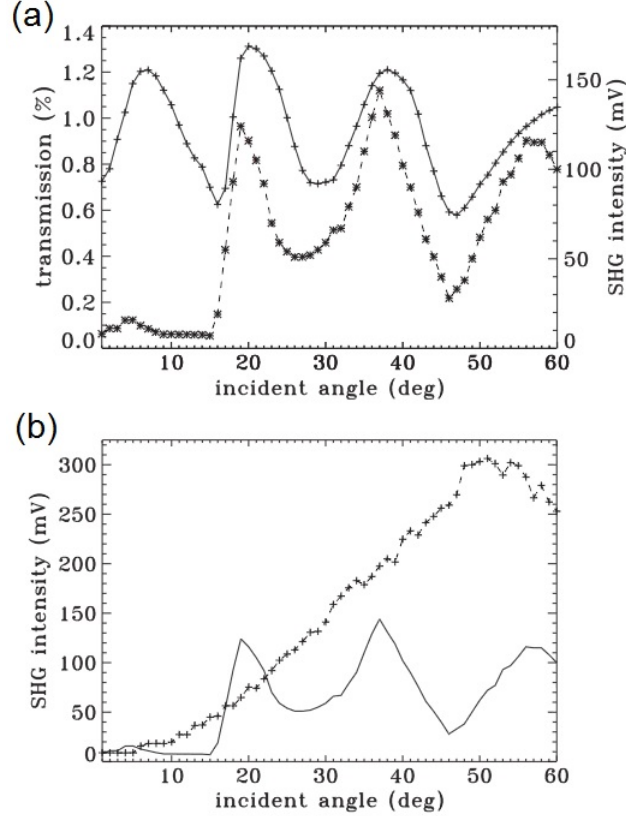 (a)
1.4
1.2
1.0
0.8
0.6
0.4
0.2
0.0
transmission (%)
150
100
50
0
SHG intensity (mV)
10 20 30 40 50 60
incident angle (deg)
(b)
300
250
200
150
100
50
0
SHG intensity (mV)
10 20 30 40 50 60
incident angle (deg)